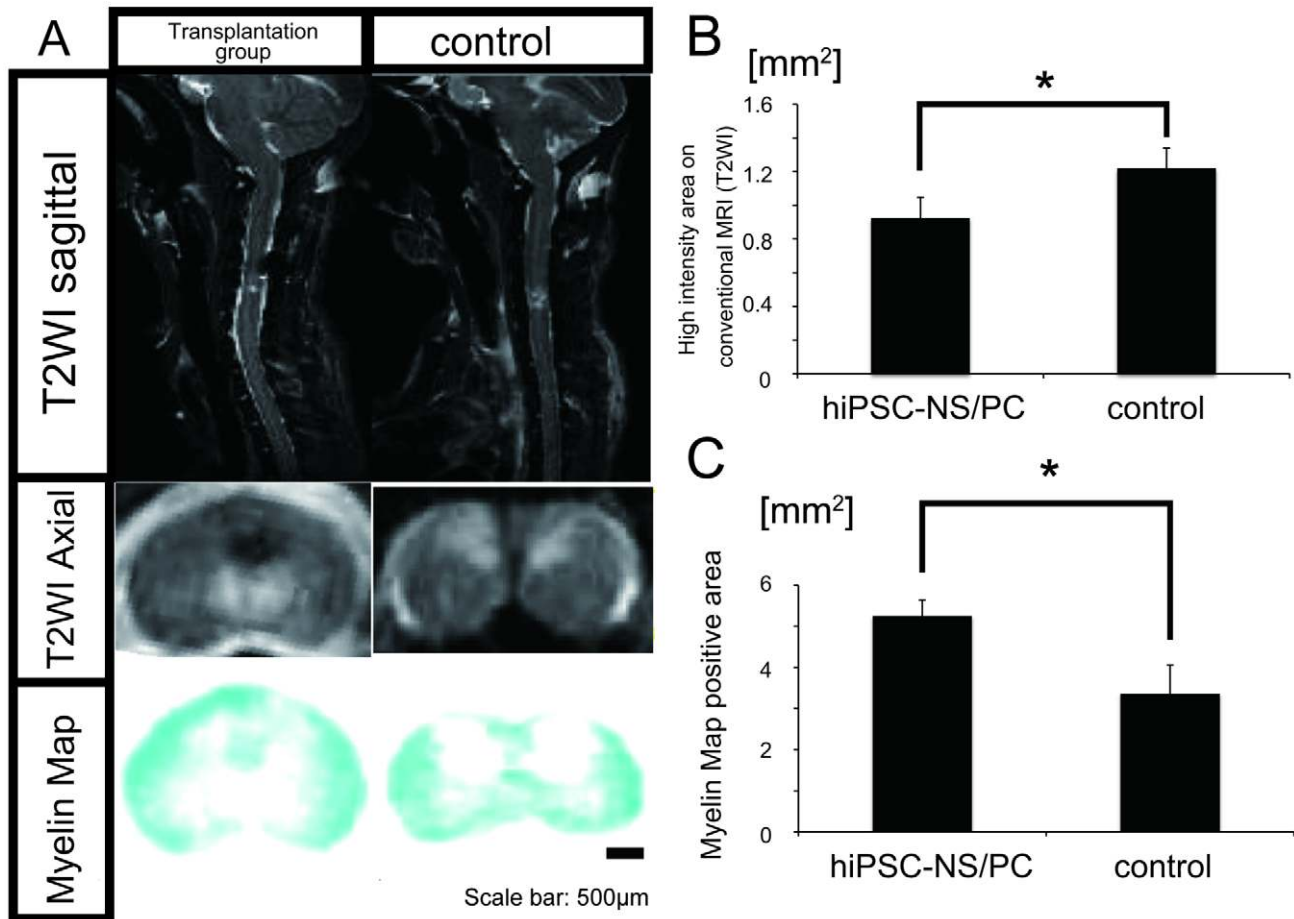 A
Transplantation
group
control
T2WI sagittal
T2WI Axial
Myelin Map
Scale bar: 500μm
B
[mm²]
*
High intensity area on
conventional MRI (T2WI)
1.6
1.2
0.8
0.4
0
hiPSC-NS/PC
control
C
[mm²]
*
Myelin Map positive area
6
4
2
0
hiPSC-NS/PC
control